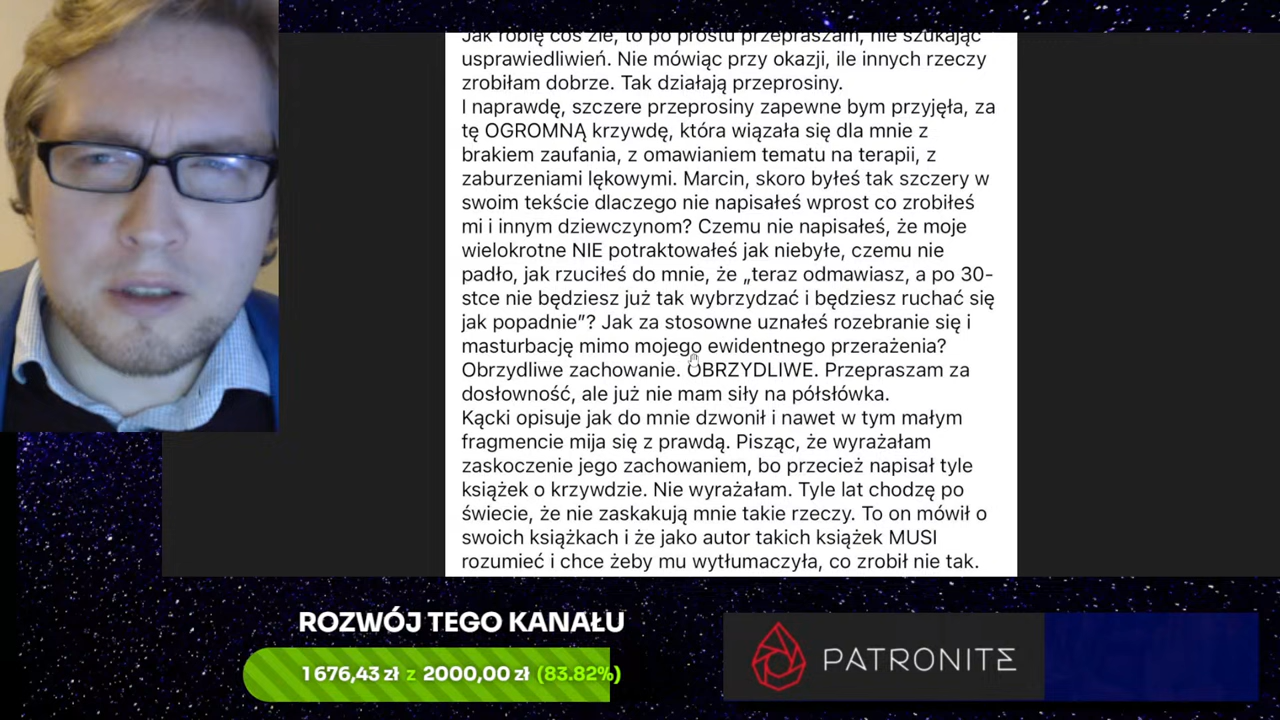 Jak robię coś źle, to po prostu przepraszam, nie szukając
usprawiedliwień. Nie mówiąc przy okazji, ile innych rzeczy
zrobiłam dobrze. Tak działają przeprosiny.
I naprawdę, szczere przeprosiny zapewne bym przyjęła, za
tę OGROMNĄ krzywdę, która wiązała się dla mnie z
brakiem zaufania, z omawianiem tematu na terapii, z
zaburzeniami lękowymi. Marcin, skoro byłeś tak szczery w
swoim tekście dlaczego nie napisałeś wprost co zrobiłeś
mi i innym dziewczynom? Czemu nie napisałeś, że moje
wielokrotne NIE potraktowałeś jak niebyłe, czemu nie
padło, jak rzuciłeś do mnie, że „teraz odmawiasz, a po 30-
stce nie będziesz już tak wybrzydzać i będziesz ruchać się
jak popadnie”? Jak za stosowne uznałeś rozebranie się i
masturbację mimo mojego ewidentnego przerażenia?
Obrzydliwe zachowanie. OBRZYDLIWE. Przepraszam za
dosłowność, ale już nie mam siły na półsłówka.
Kącki opisuje jak do mnie dzwonił i nawet w tym małym
fragmencie mija się z prawdą. Pisząc, że wyrażałam
zaskoczenie jego zachowaniem, bo przecież napisał tyle
książek o krzywdzie. Nie wyrażałam. Tyle lat chodzę po
świecie, że nie zaskakują mnie takie rzeczy. To on mówił o
swoich książkach i że jako autor takich książek MUSI
rozumieć i chce żeby mu wytłumaczyła, co zrobił nie tak.
ROZWÓJ TEGO KANAŁU
1 676,43 zł z 2000,00 zł (83.82%)
PATRONITE